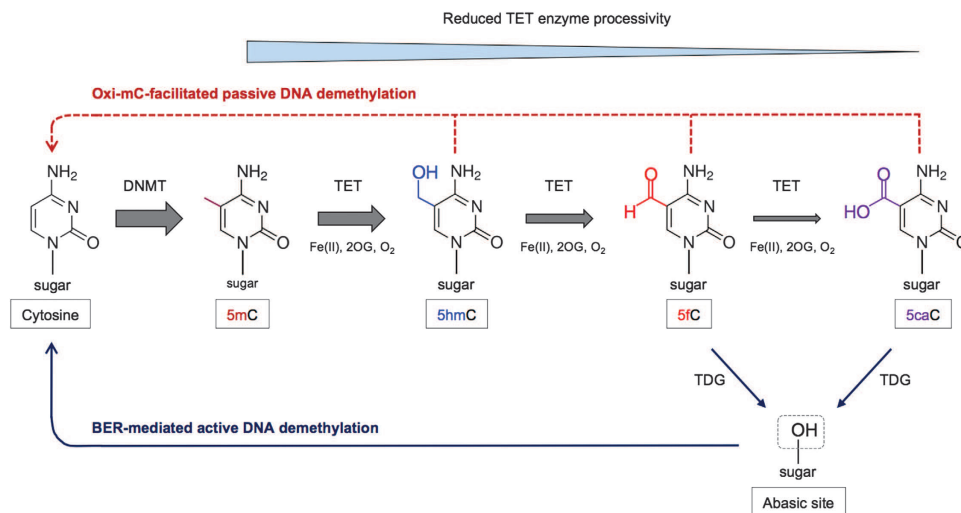 Reduced TET enzyme processivity
Oxi-mC-facilitated passive DNA demethylation
NH2
N
N
O
sugar
Cytosine
DNMT
NH2
N
N
O
sugar
5mC
TET
Fe(II), 2OG, O2
OH
NH2
N
N
O
sugar
5hmC
TET
Fe(II), 2OG, O2
O
H
NH2
N
N
O
sugar
5fC
TET
Fe(II), 2OG, O2
O
HO
NH2
N
N
O
sugar
5caC
TDG
TDG
BER-mediated active DNA demethylation
OH
sugar
Abasic site